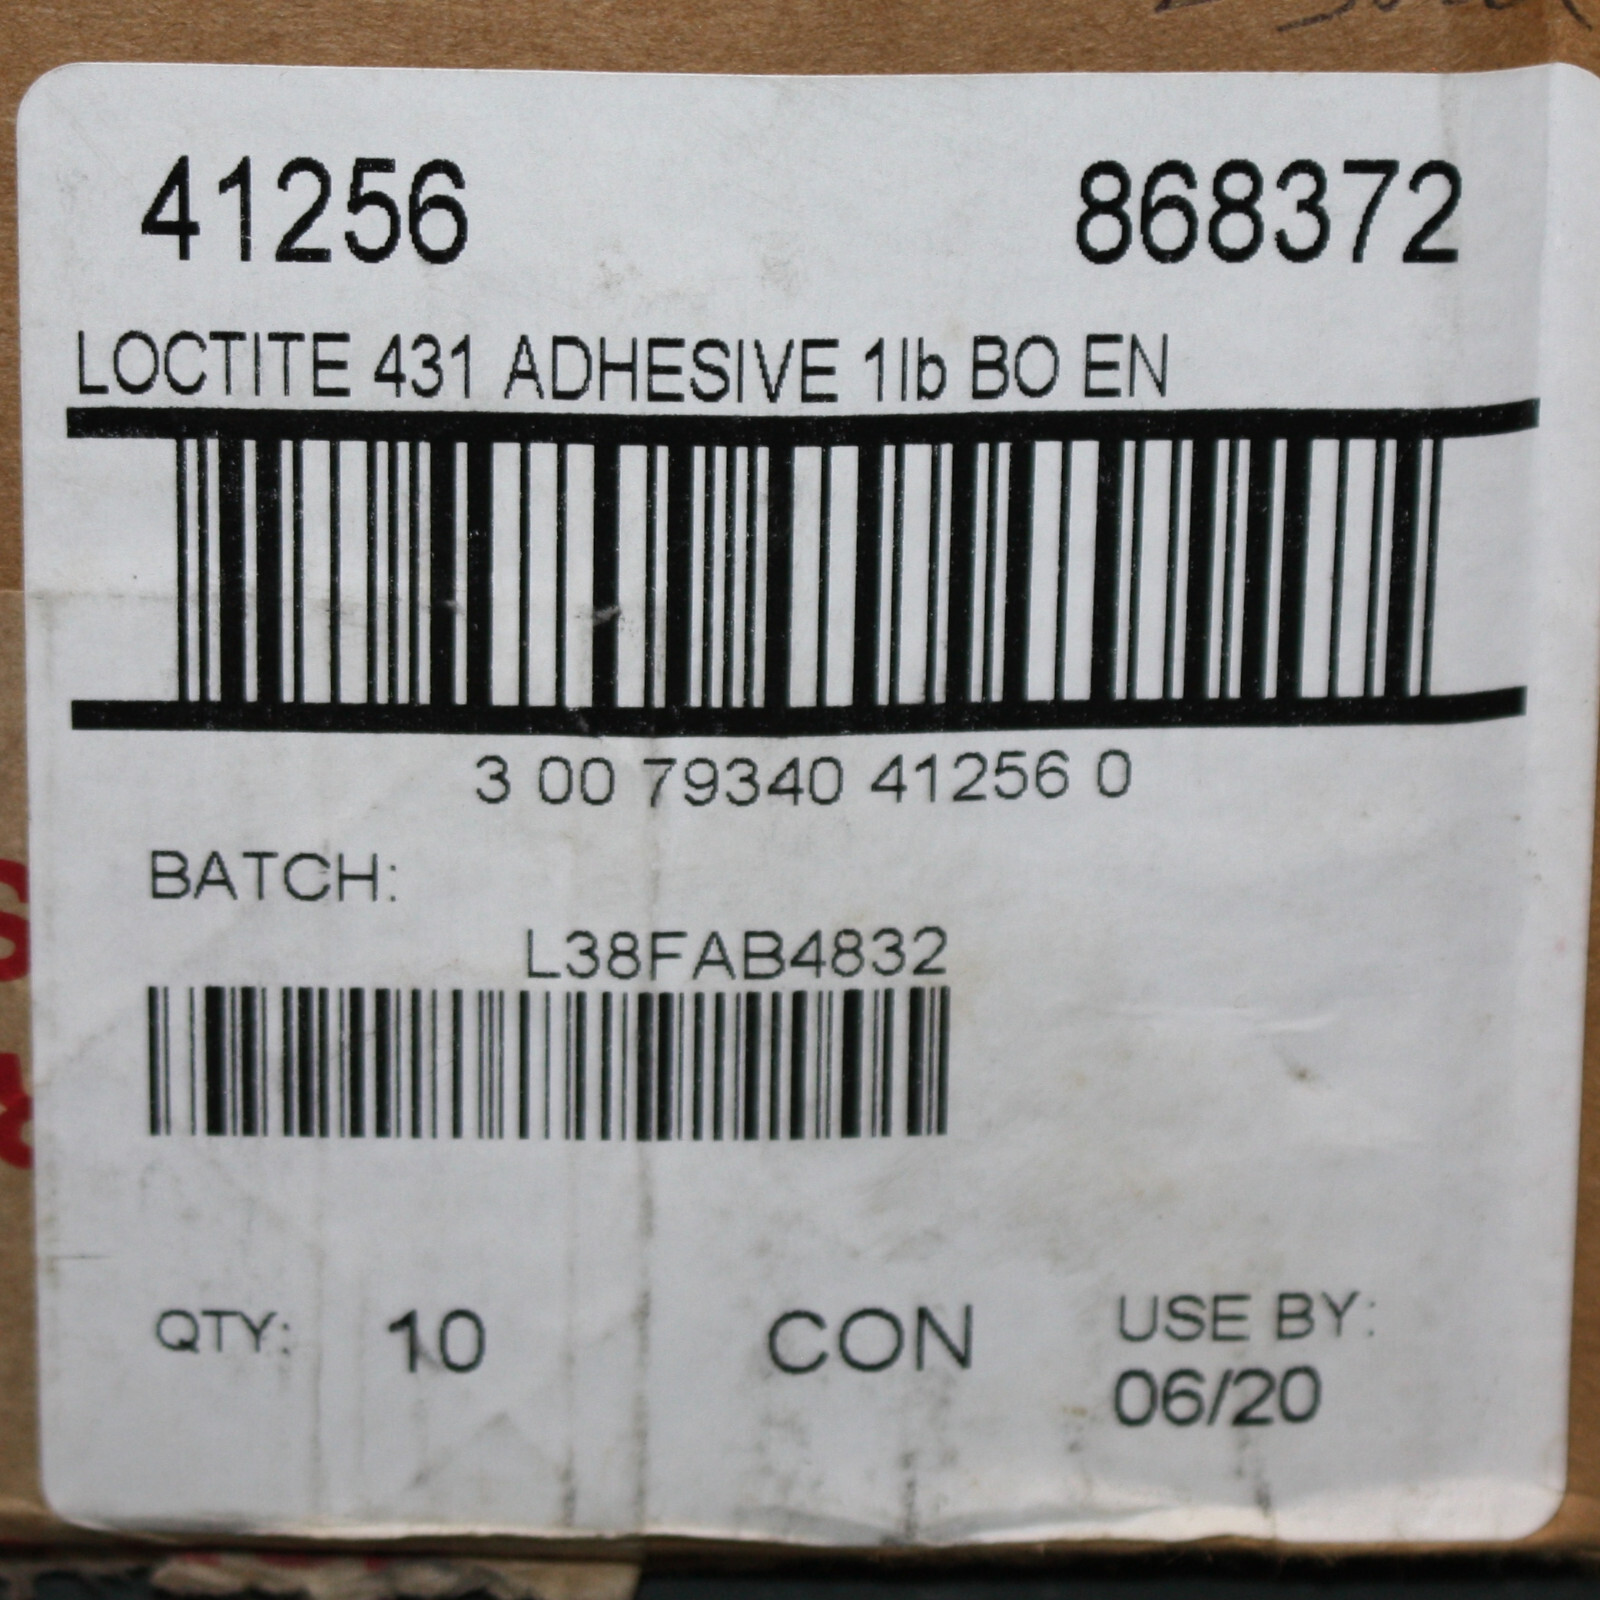 41256 868372
LOCTITE 431 ADHESIVE 1lb BO EN
3 00 79340 41256 0
BATCH:
L38FAB4832
QTY: 10 CON USE BY:
06/20